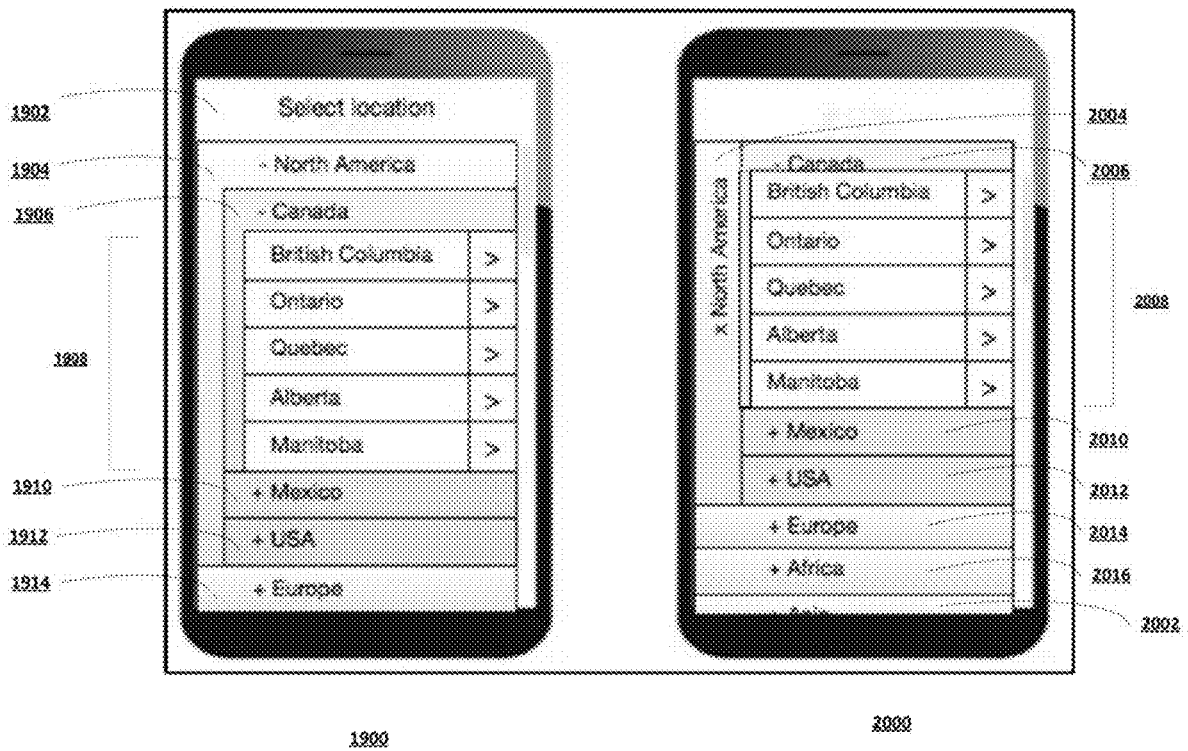 1902
Select location
1904
- North America
1906
- Canada
British Columbia >
Ontario >
Quebec >
1908
Alberta >
Manitoba >
1910
+ Mexico
1912
+ USA
1914
+ Europe
1900
2004
- Canada
2006
x North America
British Columbia >
Ontario >
Quebec >
2008
Alberta >
Manitoba >
+ Mexico
2010
+ USA
2012
+ Europe
2014
+ Africa
2016
+ Asia
2002
2000